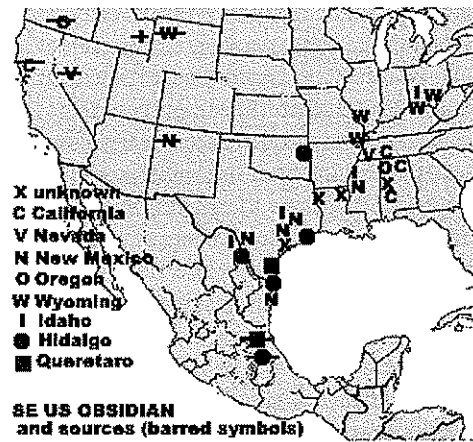 O
I W
C
V
N
W
I W
W
W
V C
O C
I
N X
C
X X
I N
N
X
I N
N
X unknown
C California
V Nevada
N New Mexico
O Oregon
W Wyoming
I Idaho
Hidalgo
Queretaro
SE US OBSIDIAN
and sources (barred symbols)